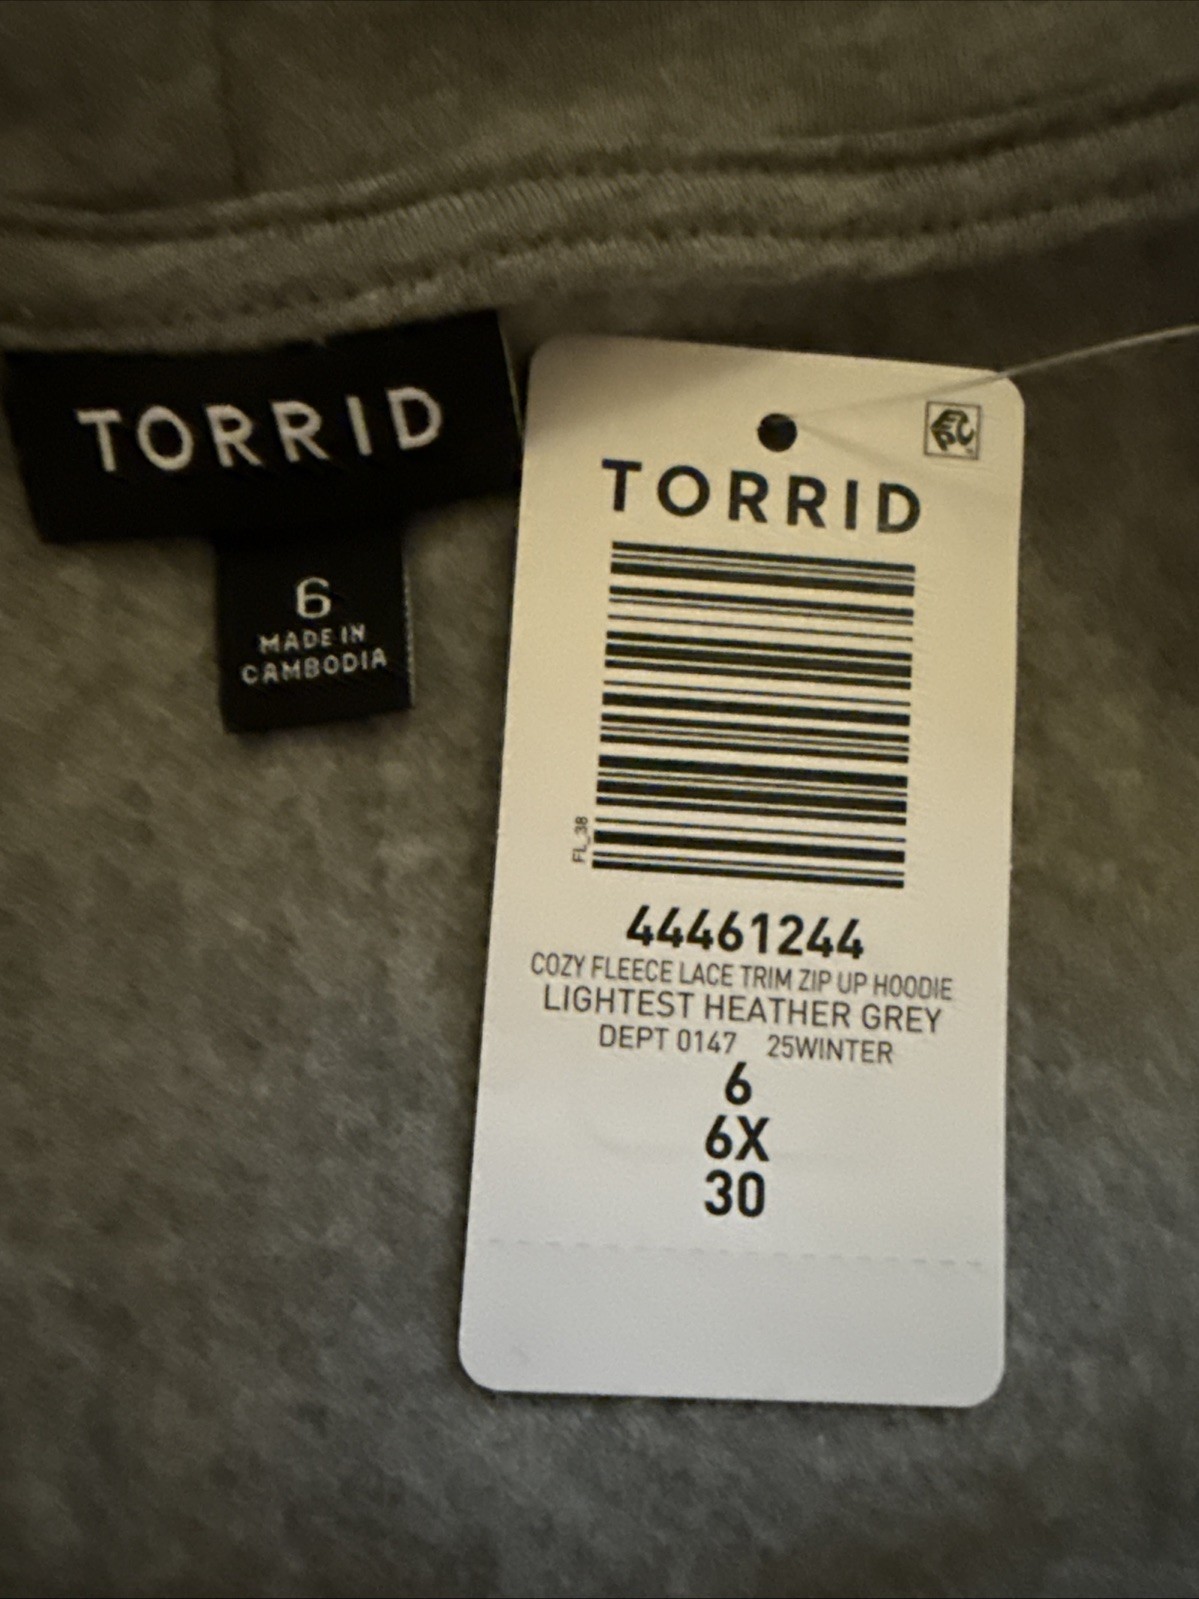 TORRID
6
MADE IN
CAMBODIA
TORRID
FL_38
44461244
COZY FLEECE LACE TRIM ZIP UP HOODIE
LIGHTEST HEATHER GREY
DEPT 0147 25WINTER
6
6X
30